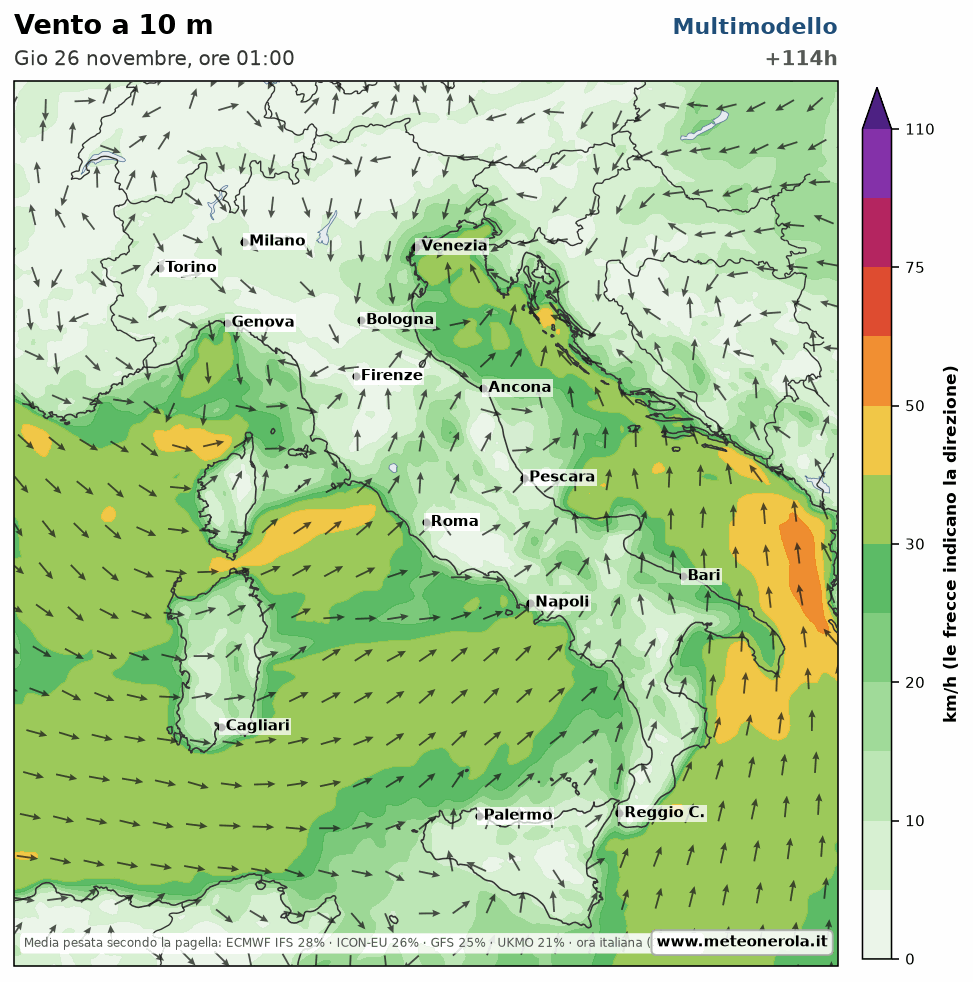 Vento a 10 m
Multimodello
Gio 26 novembre, ore 01:00
+114h
110
75
50
30
20
10
0
km/h (le frecce indicano la direzione)
Venezia
Milano
Torino
Bologna
Genova
Firenze
Ancona
Pescara
Roma
Bari
Napoli
Cagliari
Reggio C.
Palermo
Media pesata secondo la pagella: ECMWF IFS 28% · ICON-EU 26% · GFS 25% · UKMO 21% · ora italiana (
www.meteonerola.it